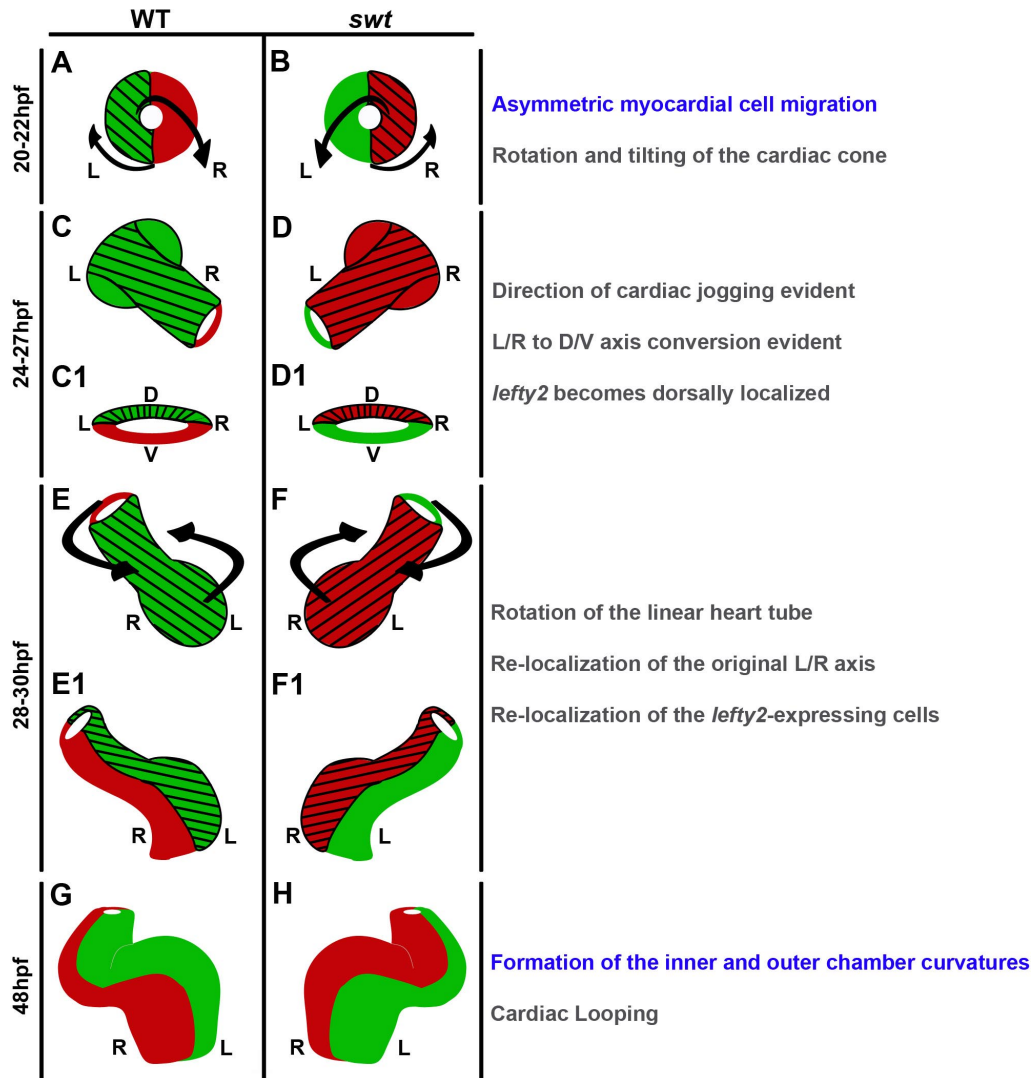 WT
swt
20-22hpf
A
L
R
B
L
R
Asymmetric myocardial cell migration
Rotation and tilting of the cardiac cone
24-27hpf
C
L
R
D
L
R
C1
D
L
R
V
D1
D
L
R
V
Direction of cardiac jogging evident
L/R to D/V axis conversion evident
lefty2 becomes dorsally localized
28-30hpf
E
R
L
F
R
L
E1
R
L
F1
R
L
Rotation of the linear heart tube
Re-localization of the original L/R axis
Re-localization of the lefty2-expressing cells
48hpf
G
R
L
H
R
L
Formation of the inner and outer chamber curvatures
Cardiac Looping